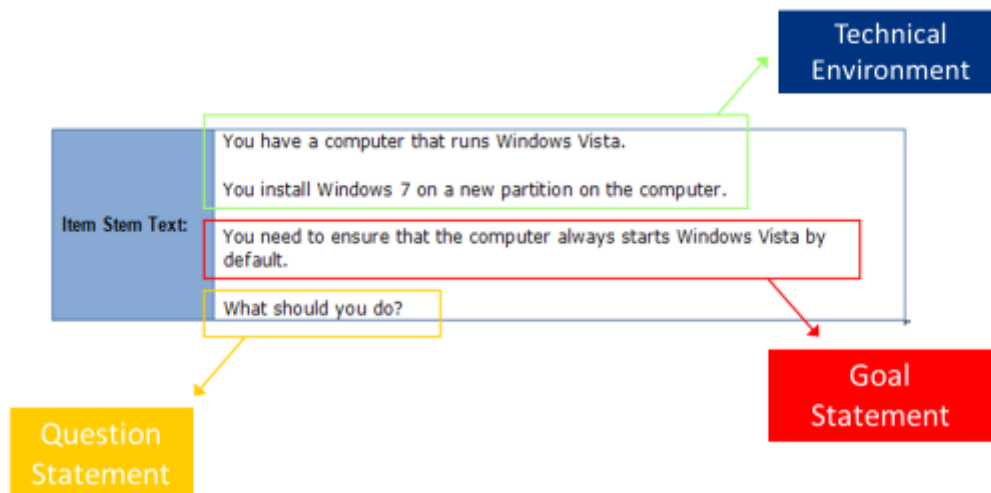 Technical
Environment
You have a computer that runs Windows Vista.
You install Windows 7 on a new partition on the computer.
Item Stem Text:
You need to ensure that the computer always starts Windows Vista by
default.
What should you do?
Goal
Statement
Question
Statement